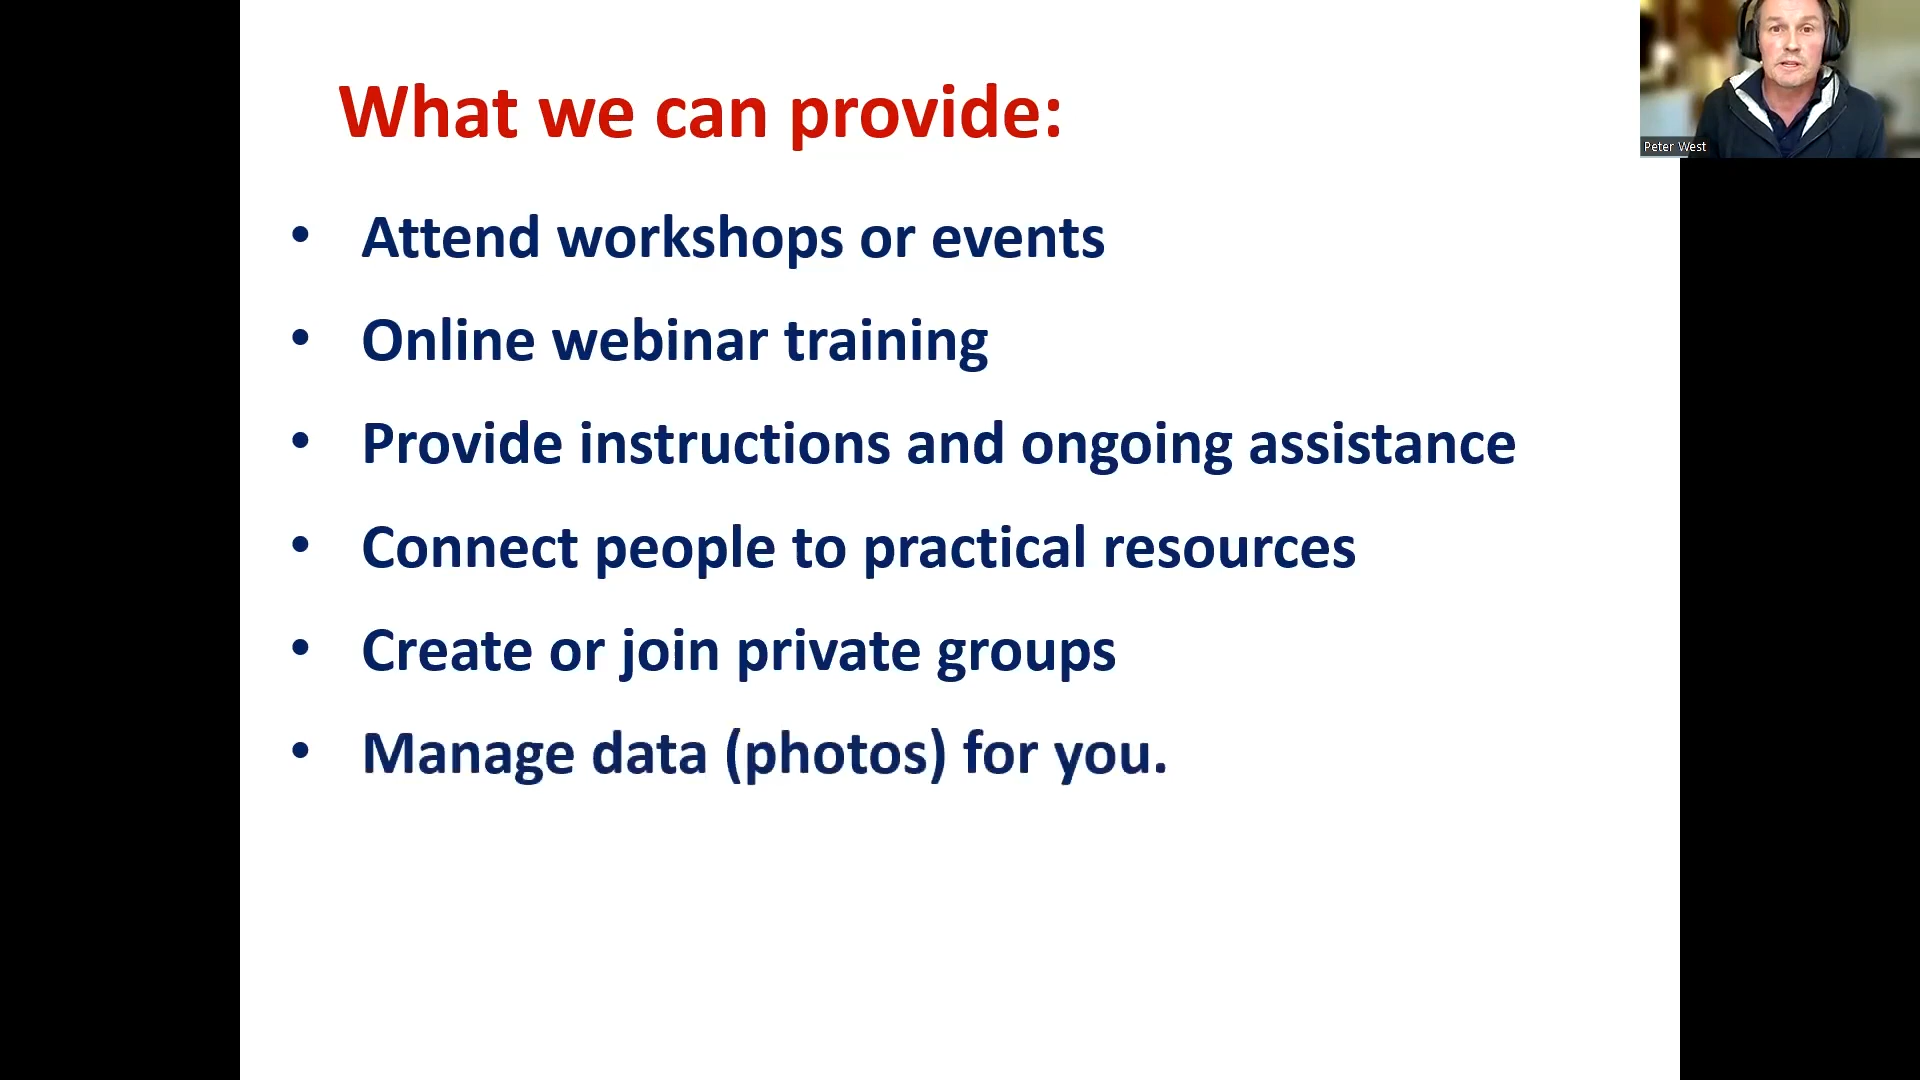 What we can provide:
• Attend workshops or events
• Online webinar training
• Provide instructions and ongoing assistance
• Connect people to practical resources
• Create or join private groups
• Manage data (photos) for you.
Peter West